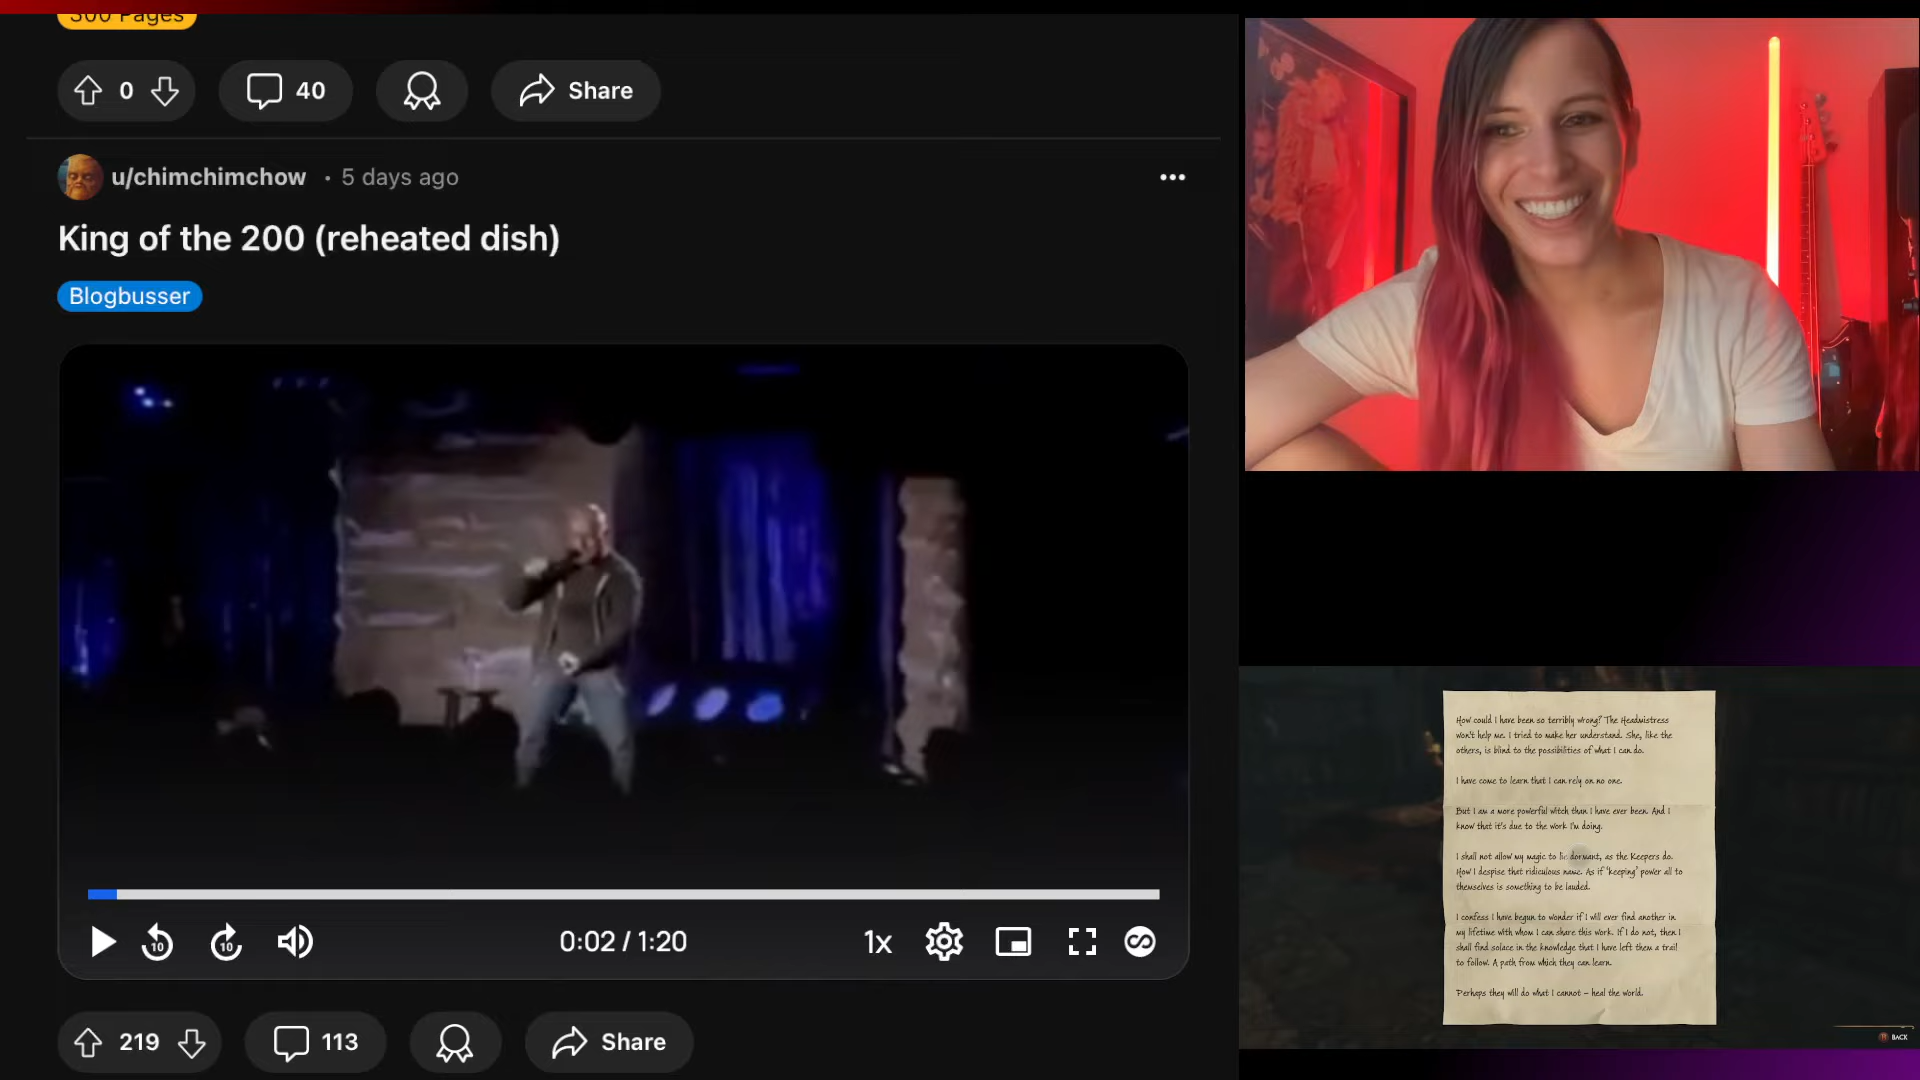 300 Pages
0
40
Share
u/chimchimchow • 5 days ago
King of the 200 (reheated dish)
Blogbusser
10
10
0:02 / 1:20
1x
219
113
Share
How could I have been so terribly wrong? The Headmistress
won't help me. I tried to make her understand. She, like the
others, is blind to the possibilities of what I can do.
I have come to learn that I can rely on no one.
But I am a more powerful witch than I have ever been. And I
know that it's due to the work I'm doing.
I shall not allow my magic to lie dormant, as the Keepers do.
How I despise that ridiculous name. As if 'keeping' power all to
themselves is something to be lauded.
I confess I have begun to wonder if I will ever find another in
my lifetime with whom I can share this work. If I do not, then I
shall find solace in the knowledge that I have left them a trail
to follow. A path from which they can learn.
Perhaps they will do what I cannot – heal the world.
BACK